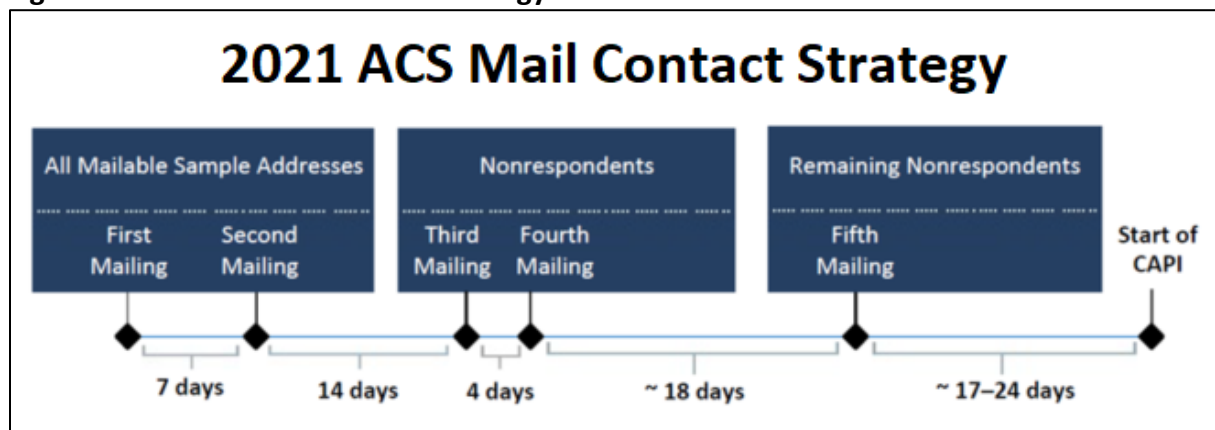 2021 ACS Mail Contact Strategy
All Mailable Sample Addresses
Nonrespondents
Remaining Nonrespondents
First
Mailing
Second
Mailing
Third
Mailing
Fourth
Mailing
Fifth
Mailing
Start of
CAPI
7 days
14 days
4 days
~ 18 days
~ 17–24 days